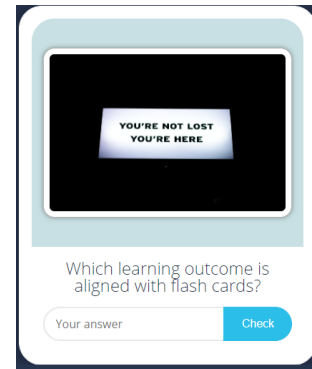 YOU'RE NOT LOST
YOU'RE HERE
Which learning outcome is
aligned with flash cards?
Your answer
Check